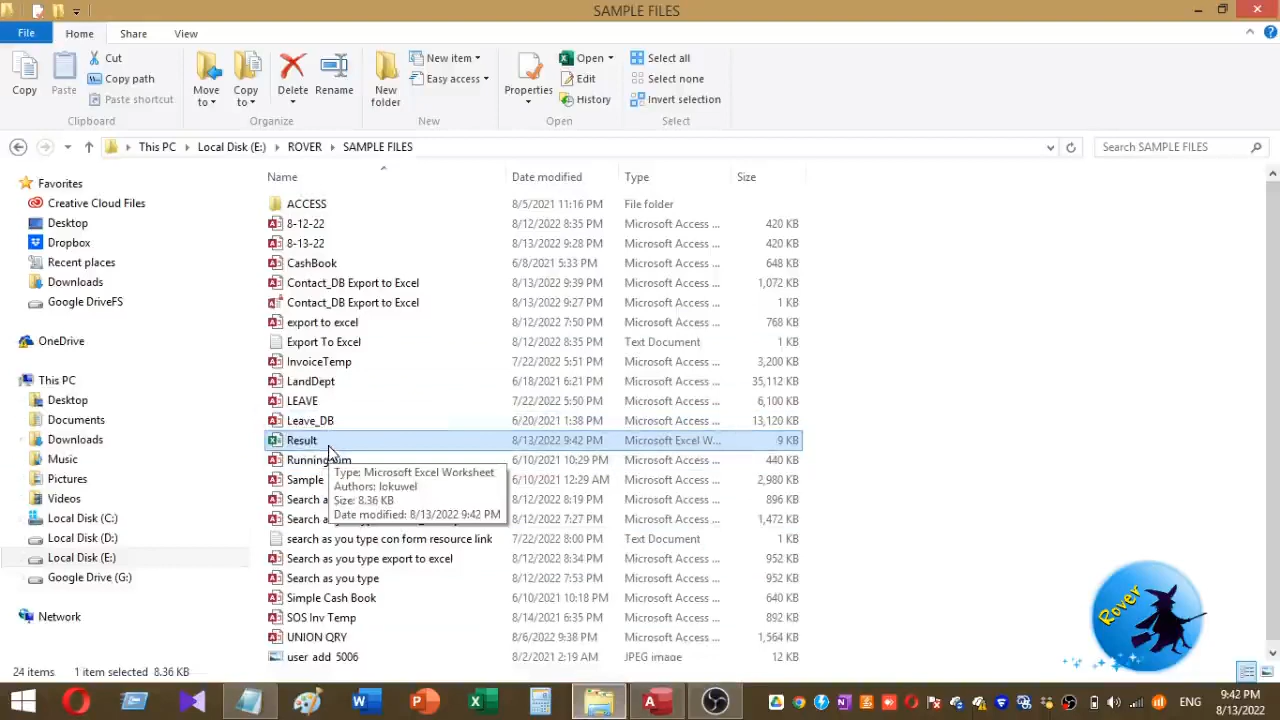 SAMPLE FILES
File Home Share View
Copy
Paste
Cut
Copy path
Paste shortcut
Clipboard
Move to
Copy to
Delete
Rename
Organize
New folder
New item
Easy access
New
Properties
Open
Edit
History
Open
Select all
Select none
Invert selection
Select
This PC Local Disk (E:) ROVER SAMPLE FILES
Search SAMPLE FILES
Favorites
Creative Cloud Files
Desktop
Dropbox
Recent places
Downloads
Google DriveFS
OneDrive
This PC
Desktop
Documents
Downloads
Music
Pictures
Videos
Local Disk (C:)
Local Disk (D:)
Local Disk (E:)
Google Drive (G:)
Network
Name Date modified Type Size
ACCESS 8/5/2021 11:16 PM File folder
8-12-22 8/12/2022 8:35 PM Microsoft Access ... 420 KB
8-13-22 8/13/2022 9:28 PM Microsoft Access ... 420 KB
CashBook 6/8/2021 5:33 PM Microsoft Access ... 648 KB
Contact_DB Export to Excel 8/13/2022 9:39 PM Microsoft Access ... 1,072 KB
Contact_DB Export to Excel 8/13/2022 9:27 PM Microsoft Access ... 1 KB
export to excel 8/12/2022 7:50 PM Microsoft Access ... 768 KB
Export To Excel 8/12/2022 8:35 PM Text Document 1 KB
InvoiceTemp 7/22/2022 5:51 PM Microsoft Access ... 3,200 KB
LandDept 6/18/2021 6:21 PM Microsoft Access ... 35,112 KB
LEAVE 7/22/2022 5:50 PM Microsoft Access ... 6,100 KB
Leave_DB 6/20/2021 1:38 PM Microsoft Access ... 13,120 KB
Result 8/13/2022 9:42 PM Microsoft Excel W... 9 KB
Running 6/10/2021 10:29 PM Microsoft Access ... 440 KB
Sample 6/10/2021 12:29 AM Microsoft Access ... 2,980 KB
Search 8/12/2022 8:19 PM Microsoft Access ... 896 KB
Search 8/12/2022 7:27 PM Microsoft Access ... 1,472 KB
search as you type con form resource link 7/22/2022 8:00 PM Text Document 1 KB
Search as you type export to excel 8/12/2022 8:34 PM Microsoft Access ... 952 KB
Search as you type 8/12/2022 7:53 PM Microsoft Access ... 952 KB
Simple Cash Book 6/10/2021 10:18 PM Microsoft Access ... 640 KB
SOS Inv Temp 8/14/2021 6:35 PM Microsoft Access ... 892 KB
UNION QRY 8/6/2022 9:38 PM Microsoft Access ... 1,564 KB
user add_5006 8/2/2021 2:19 AM JPEG image 12 KB
Type: Microsoft Excel Worksheet
Authors: lokuwel
Size: 8.36 KB
Date modified: 8/13/2022 9:42 PM
Rover
24 items 1 item selected 8.36 KB
ENG
9:42 PM
8/13/2022